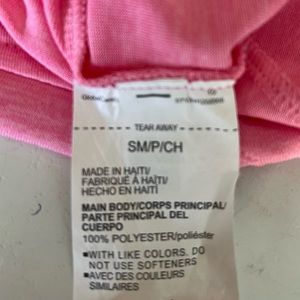 TEAR AWAY
SM/P/CH
MADE IN HAITI/
FABRIQUÉ À HAÏTI/
HECHO EN HAITÍ
MAIN BODY/CORPS PRINCIPAL/
PARTE PRINCIPAL DEL
CUERPO
100% POLYESTER/poliéster
▪WITH LIKE COLORS. DO
NOT USE SOFTENERS
▪AVEC DES COULEURS
SIMILAIRES